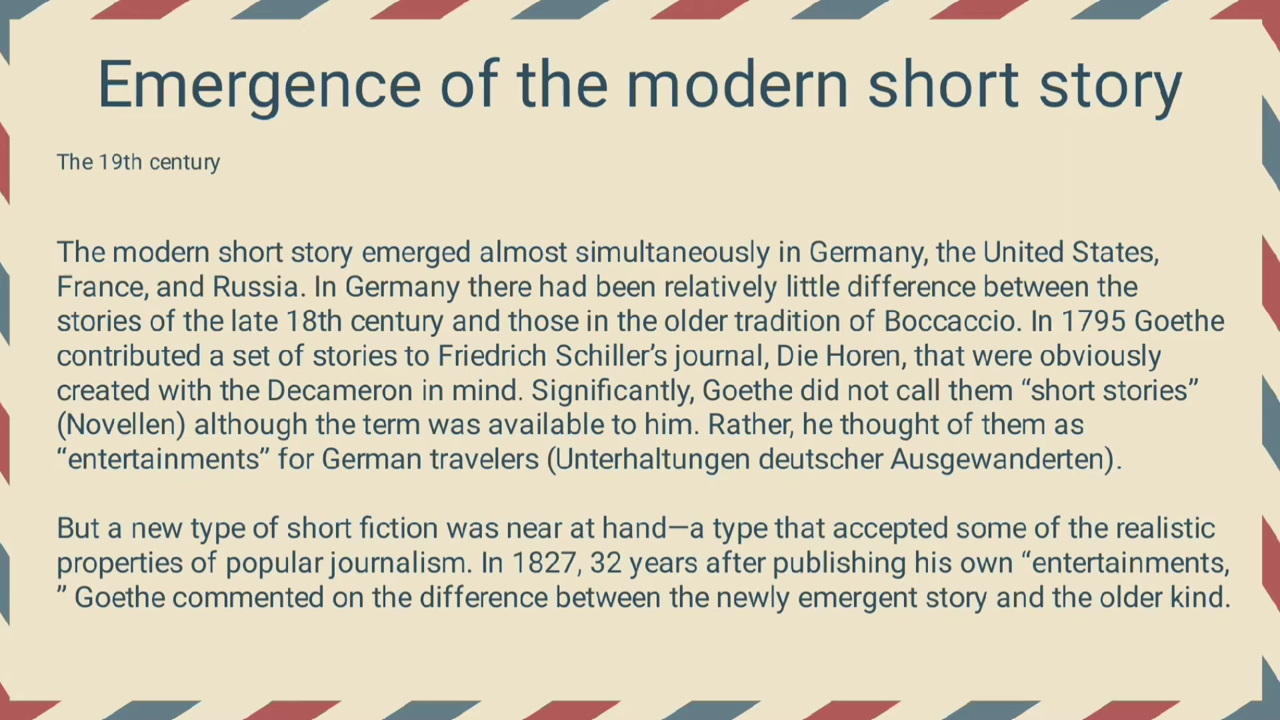 Emergence of the modern short story
The 19th century
The modern short story emerged almost simultaneously in Germany, the United States,
France, and Russia. In Germany there had been relatively little difference between the
stories of the late 18th century and those in the older tradition of Boccaccio. In 1795 Goethe
contributed a set of stories to Friedrich Schiller’s journal, Die Horen, that were obviously
created with the Decameron in mind. Significantly, Goethe did not call them “short stories”
(Novellen) although the term was available to him. Rather, he thought of them as
“entertainments” for German travelers (Unterhaltungen deutscher Ausgewanderten).
But a new type of short fiction was near at hand—a type that accepted some of the realistic
properties of popular journalism. In 1827, 32 years after publishing his own “entertainments,
” Goethe commented on the difference between the newly emergent story and the older kind.